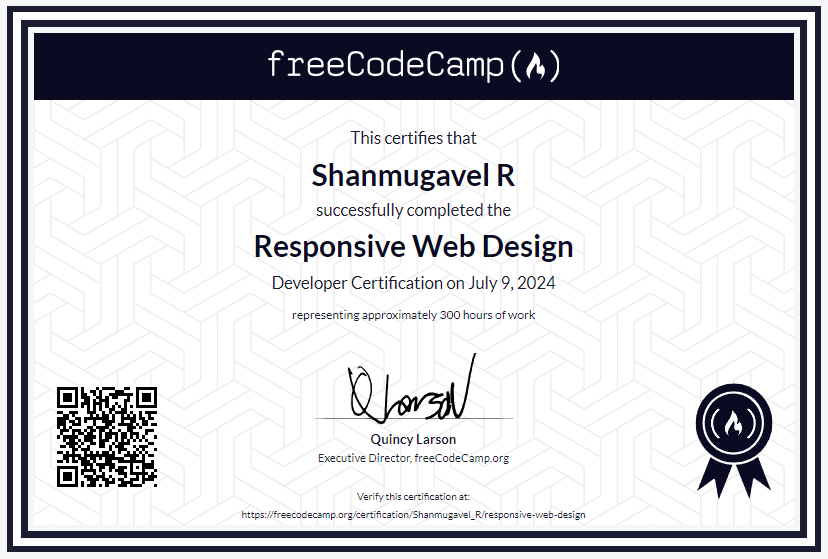 freeCodeCamp
This certifies that
Shanmugavel R
successfully completed the
Responsive Web Design
Developer Certification on July 9, 2024
representing approximately 300 hours of work
QLarson
Quincy Larson
Executive Director, freeCodeCamp.org
Verify this certification at:
https://freecodecamp.org/certification/Shanmugavel_R/responsive-web-design